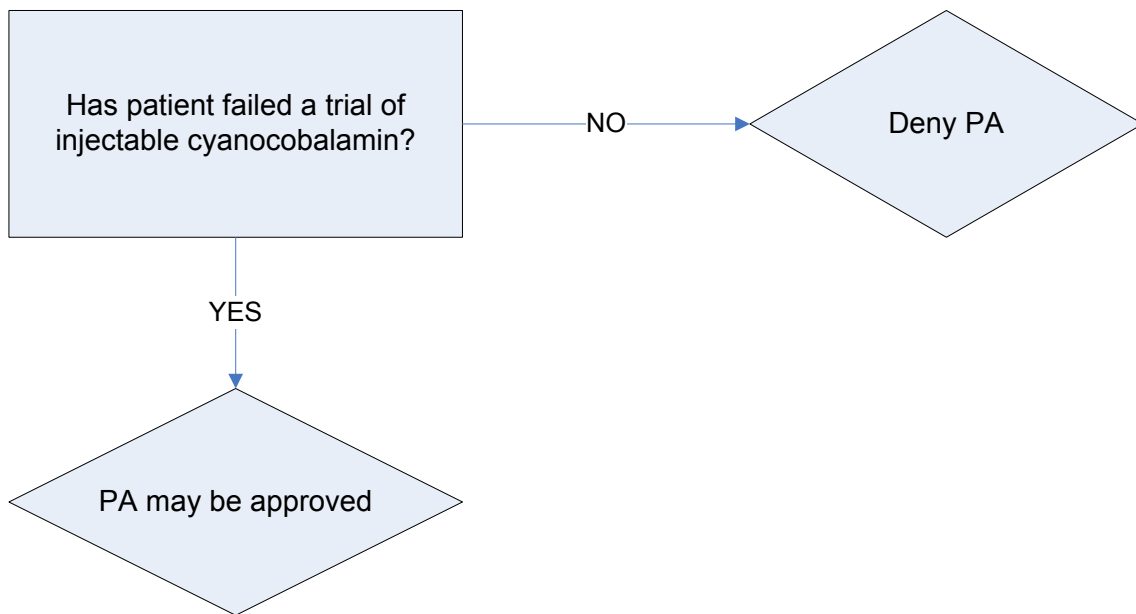 Has patient failed a trial of
injectable cyanocobalamin?
NO
Deny PA
YES
PA may be approved